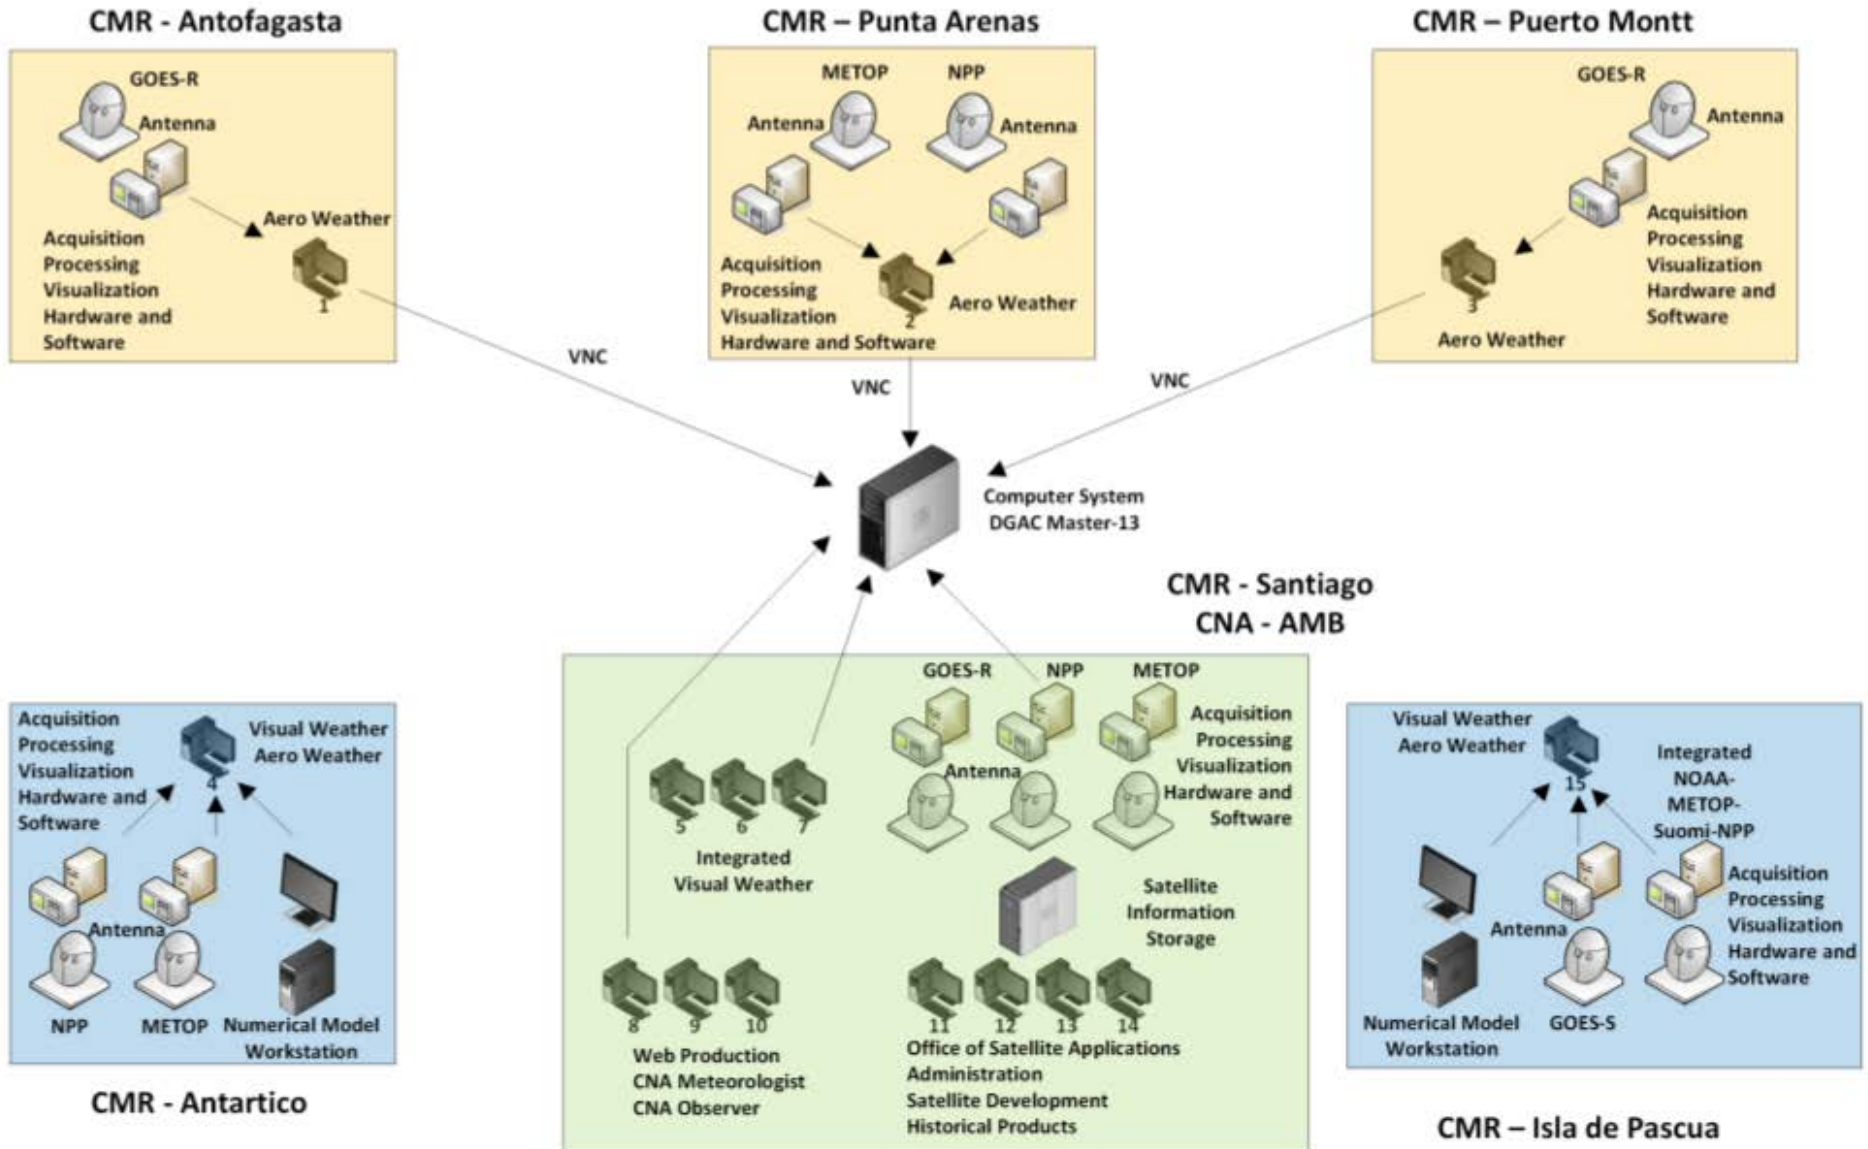 CMR - Antofagasta
GOES-R
Antenna
Aero Weather
1
Acquisition
Processing
Visualization
Hardware and
Software
CMR – Punta Arenas
METOP
NPP
Antenna
Antenna
Acquisition
Processing
Visualization
Hardware and Software
2
Aero Weather
CMR – Puerto Montt
GOES-R
Antenna
Acquisition
Processing
Visualization
Hardware and
Software
3
Aero Weather
VNC
VNC
VNC
Computer System
DGAC Master-13
CMR - Santiago
CNA - AMB
GOES-R
NPP
METOP
Acquisition
Processing
Visualization
Hardware and
Software
Antenna
5
6
7
Integrated
Visual Weather
Satellite
Information
Storage
8
9
10
Web Production
CNA Meteorologist
CNA Observer
11
12
13
14
Office of Satellite Applications
Administration
Satellite Development
Historical Products
Acquisition
Processing
Visualization
Hardware and
Software
Visual Weather
Aero Weather
4
Antenna
NPP
METOP
Numerical Model
Workstation
CMR - Antartico
Visual Weather
Aero Weather
15
Integrated
NOAA-
METOP-
Suomi-NPP
Acquisition
Processing
Visualization
Hardware and
Software
Antenna
Numerical Model
Workstation
GOES-S
CMR – Isla de Pascua